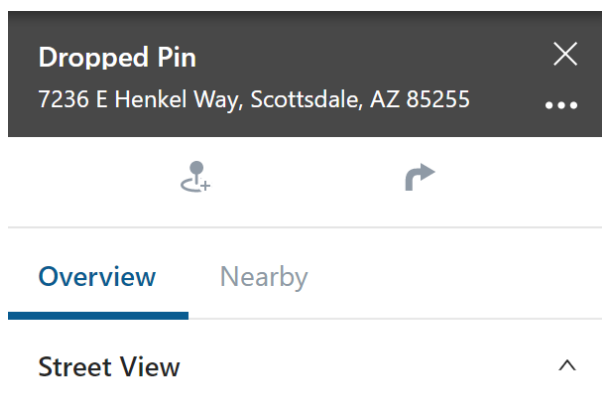 Dropped Pin
7236 E Henkel Way, Scottsdale, AZ 85255
Overview Nearby
Street View